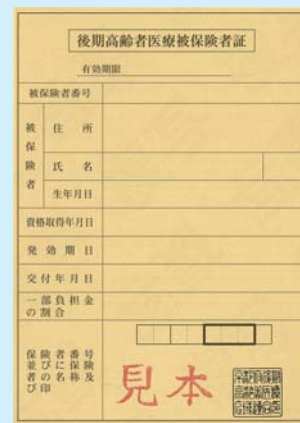 後期高齢者医療被保険者証
有効期限
被保険者番号
被保険者
住所
氏名
生年月日
資格取得年月日
発効期日
交付年月日
一部負担金
の割合
保険者番号
並びに保険
者の名称及
び印
見本